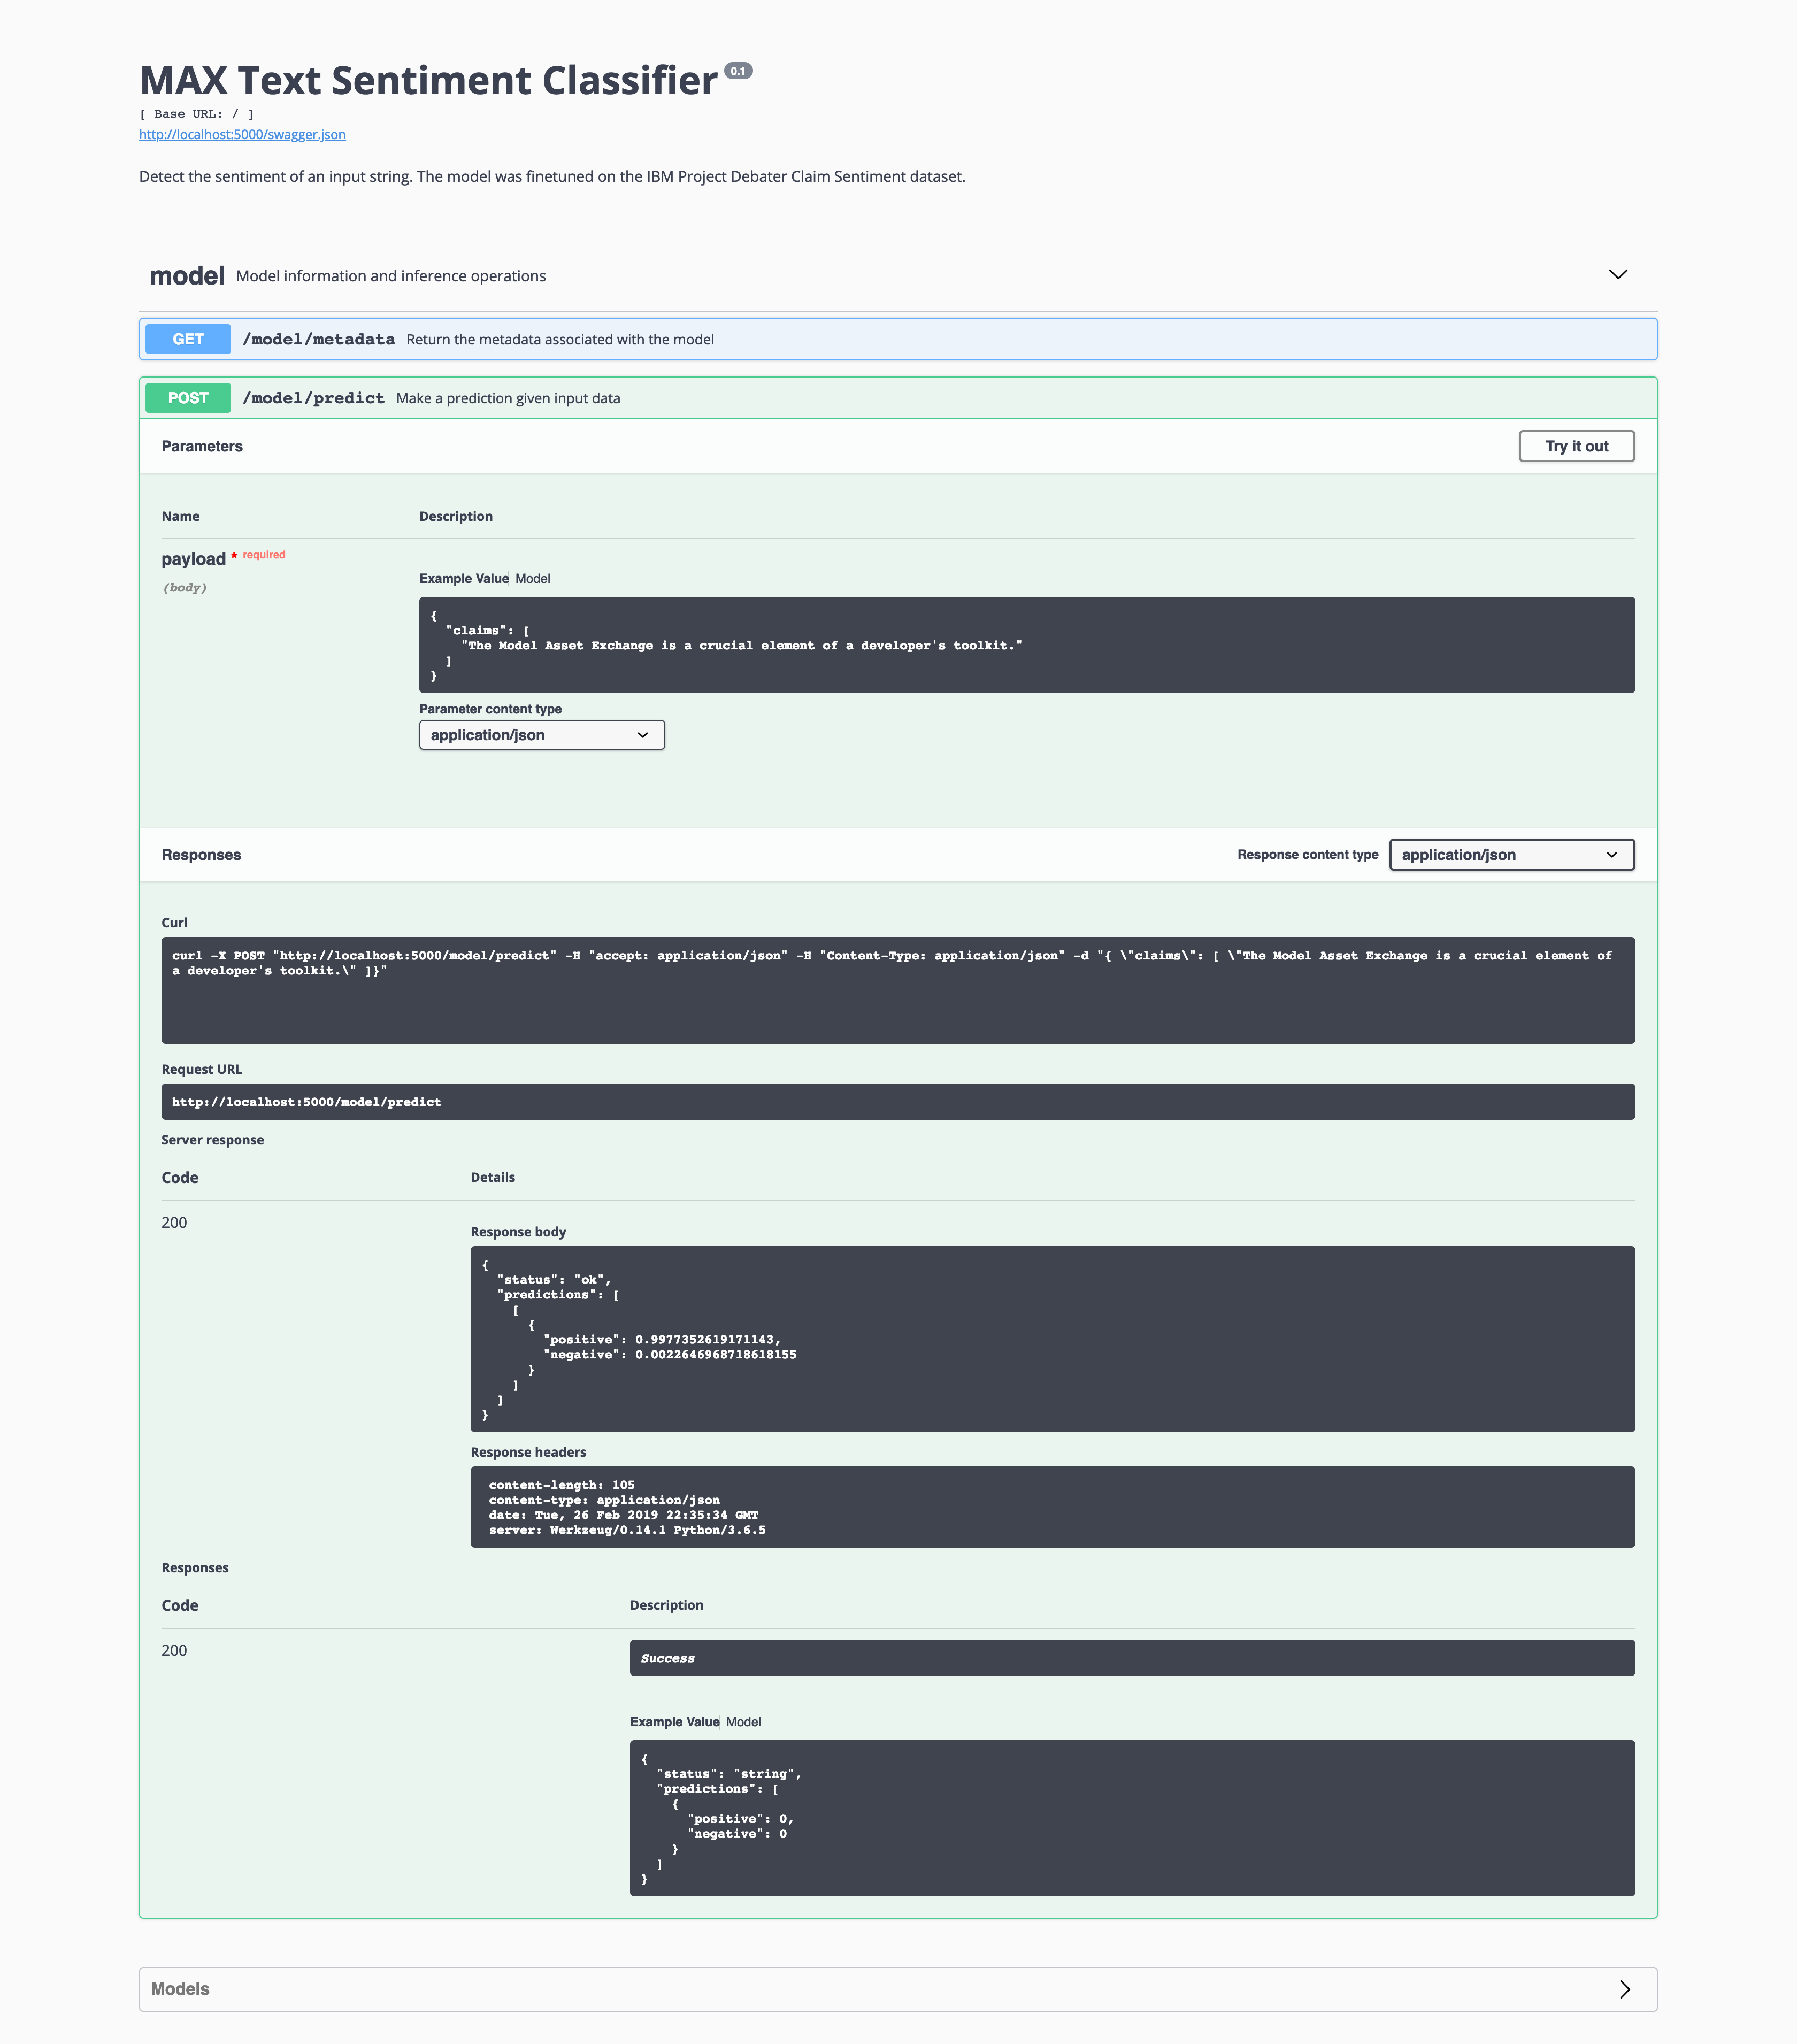 MAX Text Sentiment Classifier 0.1
[ Base URL: / ]
http://localhost:5000/swagger.json
Detect the sentiment of an input string. The model was finetuned on the IBM Project Debater Claim Sentiment dataset.
model Model information and inference operations
GET /model/metadata Return the metadata associated with the model
POST /model/predict Make a prediction given input data
Parameters Try it out
Name Description
payload * required
(body)
Example Value Model
{
  "claims": [
    "The Model Asset Exchange is a crucial element of a developer's toolkit."
  ]
}
Parameter content type
application/json
Responses Response content type application/json
Curl
curl -X POST "http://localhost:5000/model/predict" -H "accept: application/json" -H "Content-Type: application/json" -d "{ \"claims\": [ \"The Model Asset Exchange is a crucial element of
a developer's toolkit.\" ]}"
Request URL
http://localhost:5000/model/predict
Server response
Code Details
200
Response body
{
  "status": "ok",
  "predictions": [
    [
      {
        "positive": 0.9977352619171143,
        "negative": 0.0022646968718618155
      }
    ]
  ]
}
Response headers
content-length: 105
content-type: application/json
date: Tue, 26 Feb 2019 22:35:34 GMT
server: Werkzeug/0.14.1 Python/3.6.5
Responses
Code Description
200
Success
Example Value Model
{
  "status": "string",
  "predictions": [
    {
      "positive": 0,
      "negative": 0
    }
  ]
}
Models